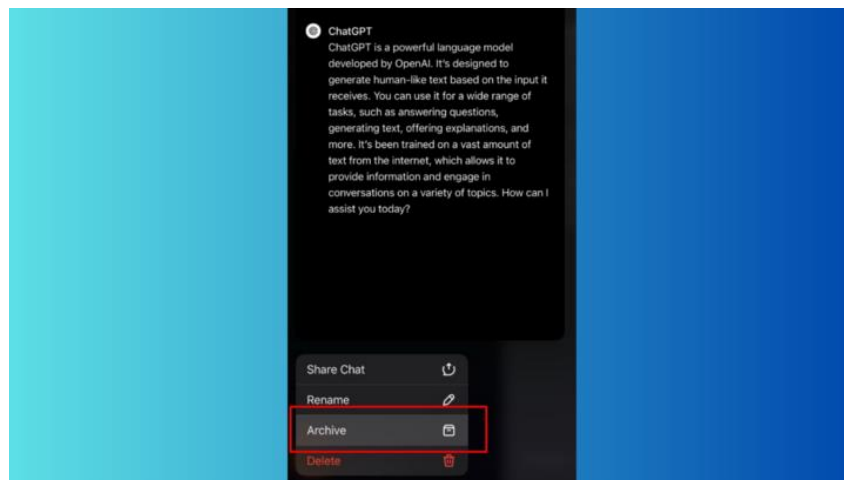 ChatGPT
ChatGPT is a powerful language model
developed by OpenAI. It's designed to
generate human-like text based on the input it
receives. You can use it for a wide range of
tasks, such as answering questions,
generating text, offering explanations, and
more. It's been trained on a vast amount of
text from the internet, which allows it to
provide information and engage in
conversations on a variety of topics. How can I
assist you today?
Share Chat
Rename
Archive
Delete